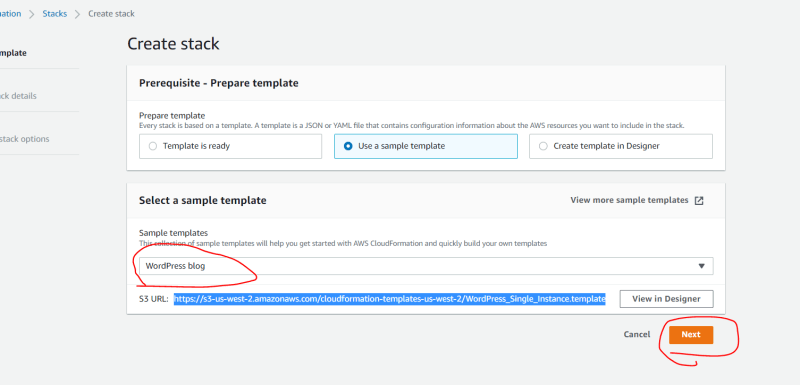 Stacks Create stack
Create stack
Prerequisite - Prepare template
Prepare template
Every stack is based on a template. A template is a JSON or YAML file that contains configuration information about the AWS resources you want to include in the stack.
Template is ready Use a sample template Create template in Designer
stack options
Select a sample template View more sample templates
Sample templates
This collection of sample templates will help you get started with AWS CloudFormation and quickly build your own templates
WordPress blog
S3 URL: https://s3-us-west-2.amazonaws.com/cloudformation-templates-us-west-2/WordPress_Single_Instance.template View in Designer
Cancel Next